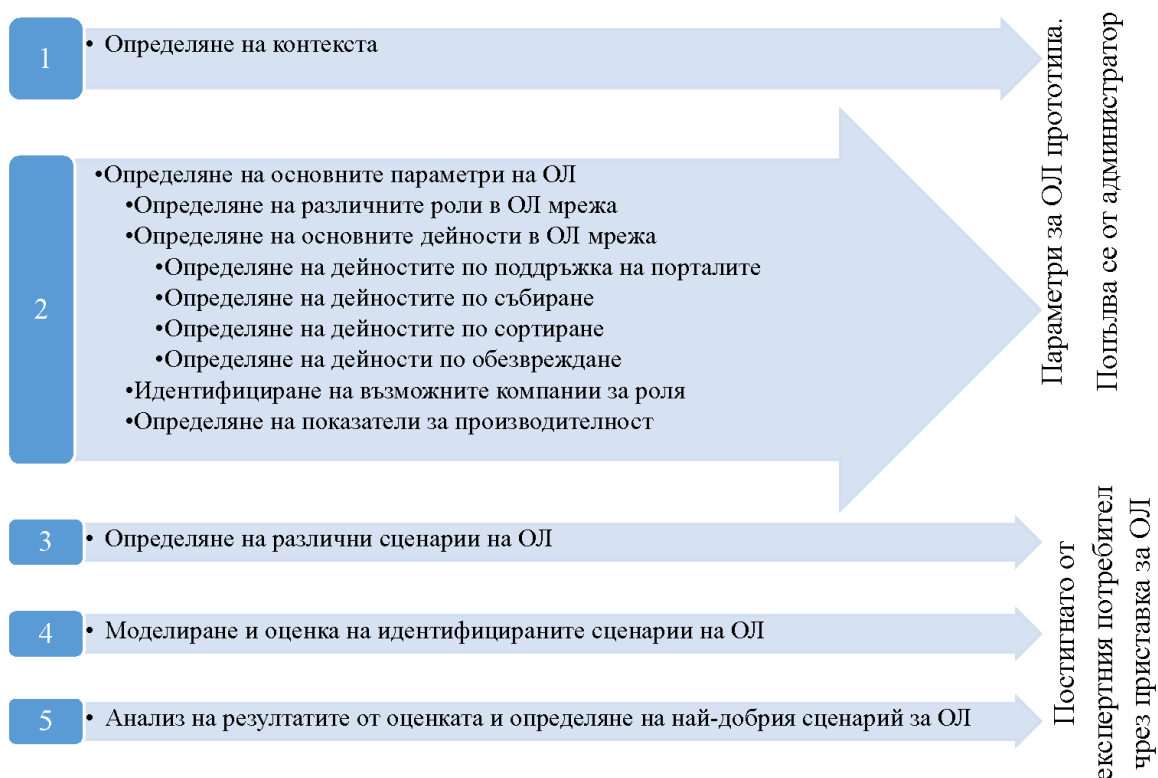 1
• Определяне на контекста
2
•Определяне на основните параметри на ОЛ
•Определяне на различните роли в ОЛ мрежа
•Определяне на основните дейности в ОЛ мрежа
•Определяне на дейностите по поддръжка на порталите
•Определяне на дейностите по събиране
•Определяне на дейностите по сортиране
•Определяне на дейности по обезвреждане
•Идентифициране на възможните компании за роля
•Определяне на показатели за производителност
3
• Определяне на различни сценарии на ОЛ
4
• Моделиране и оценка на идентифицираните сценарии на ОЛ
5
• Анализ на резултатите от оценката и определяне на най-добрия сценарий за ОЛ
Параметри за ОЛ прототипа.
Попълва се от администратор
Постигнато от
експертния потребител
чрез приставка за ОЛ